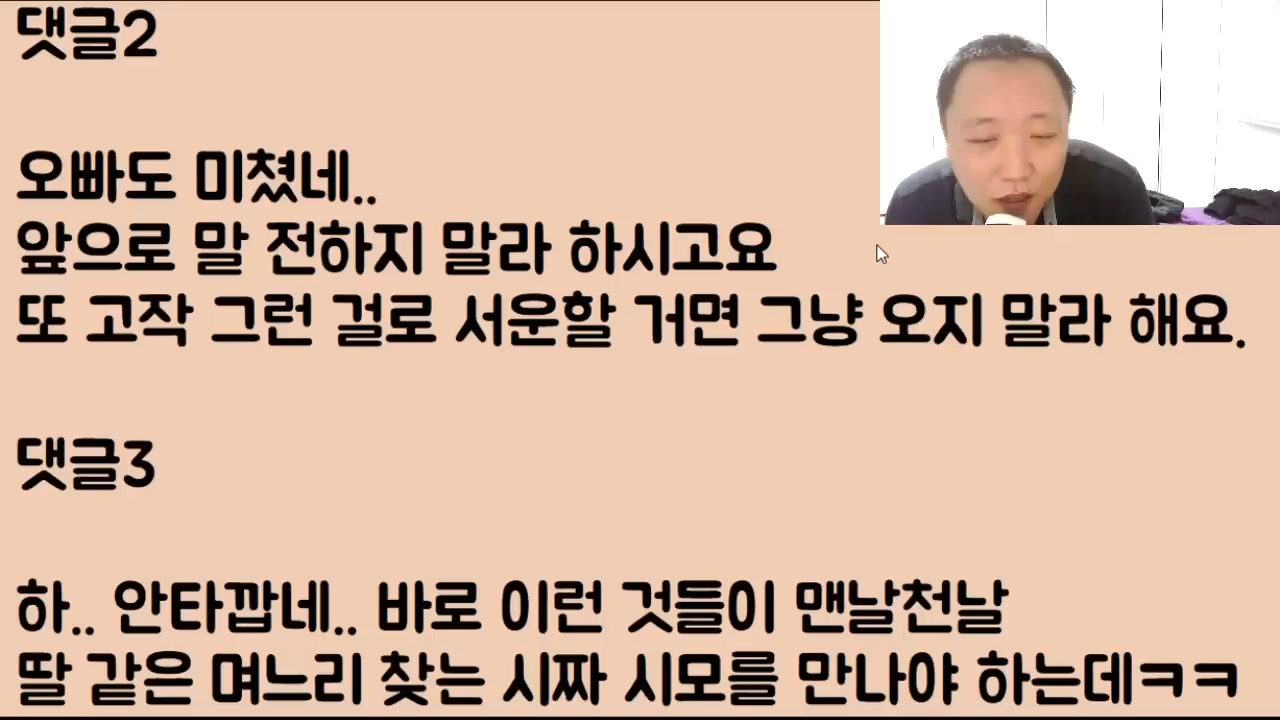 댓글2
오빠도 미쳤네..
앞으로 말 전하지 말라 하시고요
또 고작 그런 걸로 서운할 거면 그냥 오지 말라 해요.
댓글3
하.. 안타깝네.. 바로 이런 것들이 맨날천날
딸 같은 며느리 찾는 시짜 시모를 만나야 하는데ㅋㅋ